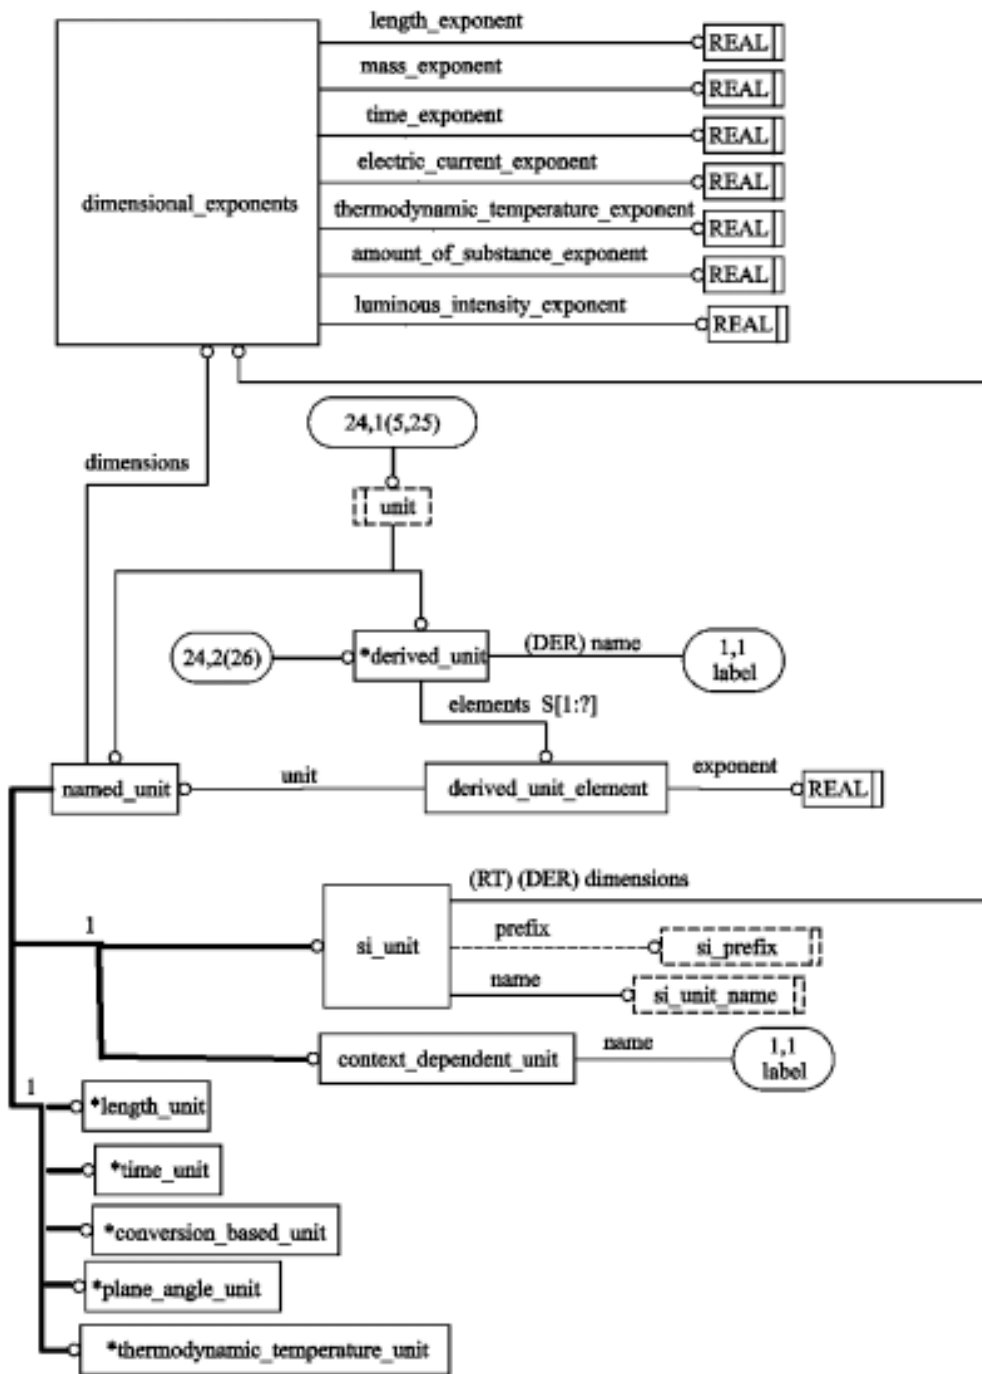 length_exponent
REAL
mass_exponent
REAL
time_exponent
REAL
electric_current_exponent
REAL
dimensional_exponents
thermodynamic_temperature_exponent
REAL
amount_of_substance_exponent
REAL
luminous_intensity_exponent
REAL
24,1(5,25)
dimensions
unit
24,2(26)
*derived_unit
(DER) name
1,1
label
elements S[1:?]
named_unit
unit
derived_unit_element
exponent
REAL
(RT) (DER) dimensions
1
si_unit
prefix
si_prefix
name
si_unit_name
context_dependent_unit
name
1,1
label
1
*length_unit
*time_unit
*conversion_based_unit
*plane_angle_unit
*thermodynamic_temperature_unit